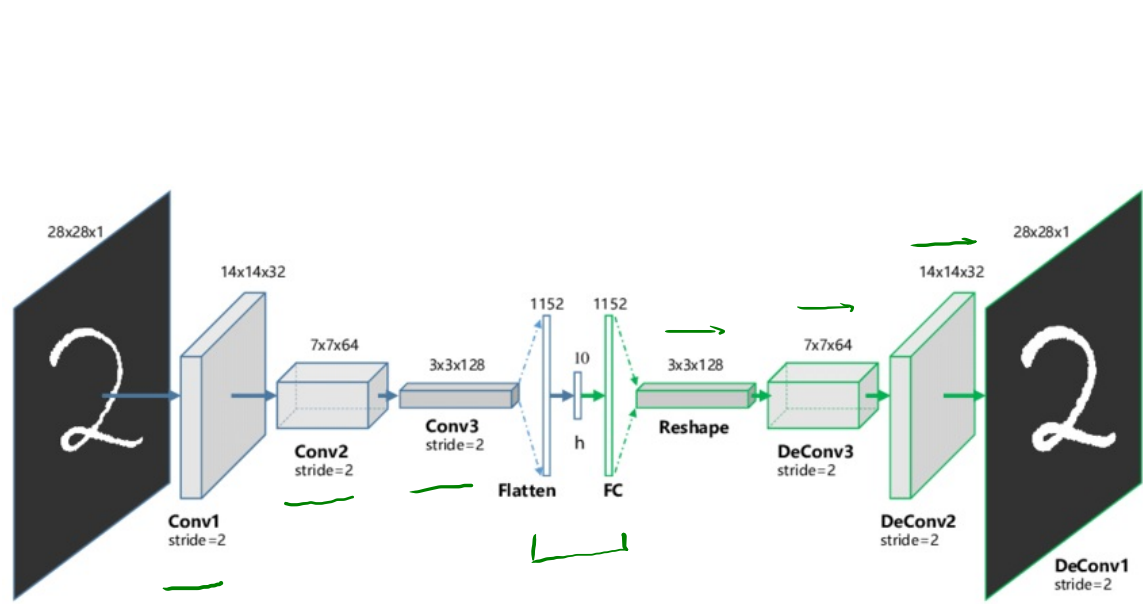 28x28x1
14x14x32
7x7x64
3x3x128
1152
10
h
1152
3x3x128
7x7x64
14x14x32
28x28x1
2
Conv1
stride=2
Conv2
stride=2
Conv3
stride=2
Flatten
FC
Reshape
DeConv3
stride=2
DeConv2
stride=2
2
DeConv1
stride=2